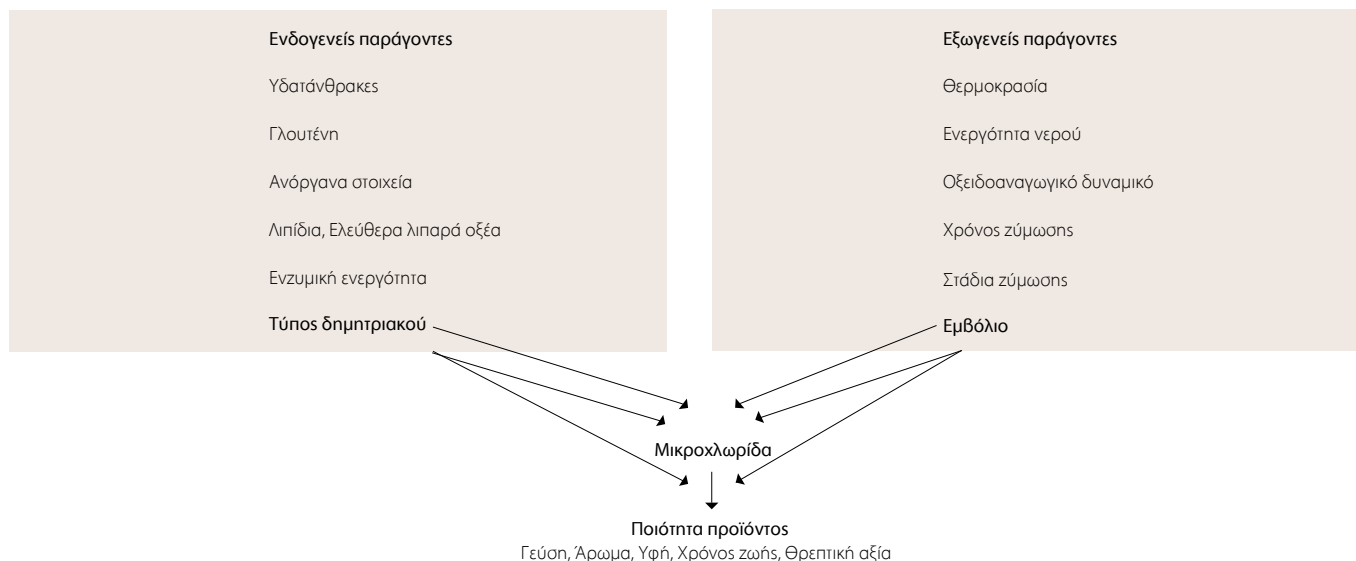 Ενδογενείς παράγοντες
Υδατάνθρακες
Γλουτένη
Ανόργανα στοιχεία
Λιπίδια, Ελεύθερα λιπαρά οξέα
Ενζυμική ενεργότητα
Τύπος δημητριακού
Εξωγενείς παράγοντες
Θερμοκρασία
Ενεργότητα νερού
Οξειδοαναγωγικό δυναμικό
Χρόνος ζύμωσης
Στάδια ζύμωσης
Εμβόλιο
Μικροχλωρίδα
Ποιότητα προϊόντος
Γεύση, Άρωμα, Υφή, Χρόνος ζωής, Θρεπτική αξία